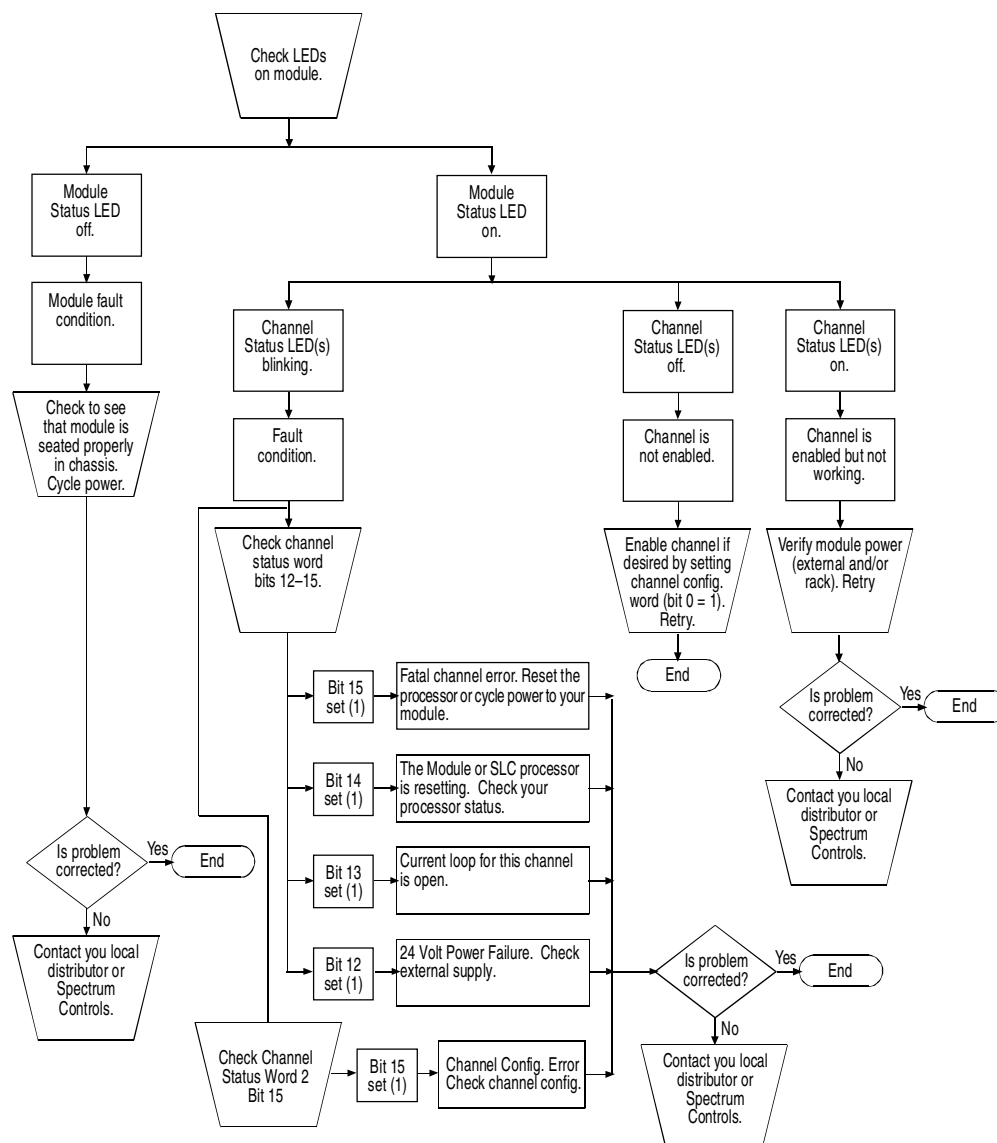 Check LEDs
on module.
Module
Status LED
off.
Module
Status LED
on.
Module fault
condition.
Channel
Status LED(s)
blinking.
Channel
Status LED(s)
off.
Channel
Status LED(s)
on.
Check to see
that module is
seated properly
in chassis.
Cycle power.
Fault
condition.
Channel is
not enabled.
Channel is
enabled but not
working.
Check channel
status word
bits 12–15.
Enable channel if
desired by setting
channel config.
word (bit 0 = 1).
Retry.
Verify module power
(external and/or
rack). Retry
End
Bit 15
set (1)
Fatal channel error. Reset the
processor or cycle power to your
module.
Is problem
corrected?
Yes
End
No
Bit 14
set (1)
The Module or SLC processor
is resetting. Check your
processor status.
Contact you local
distributor or
Spectrum
Controls.
Is problem
corrected?
Yes
End
No
Bit 13
set (1)
Current loop for this channel
is open.
Contact you local
distributor or
Spectrum
Controls.
Bit 12
set (1)
24 Volt Power Failure. Check
external supply.
Is problem
corrected?
Yes
End
No
Check Channel
Status Word 2
Bit 15
Bit 15
set (1)
Channel Config. Error
Check channel config.
Contact you local
distributor or
Spectrum
Controls.